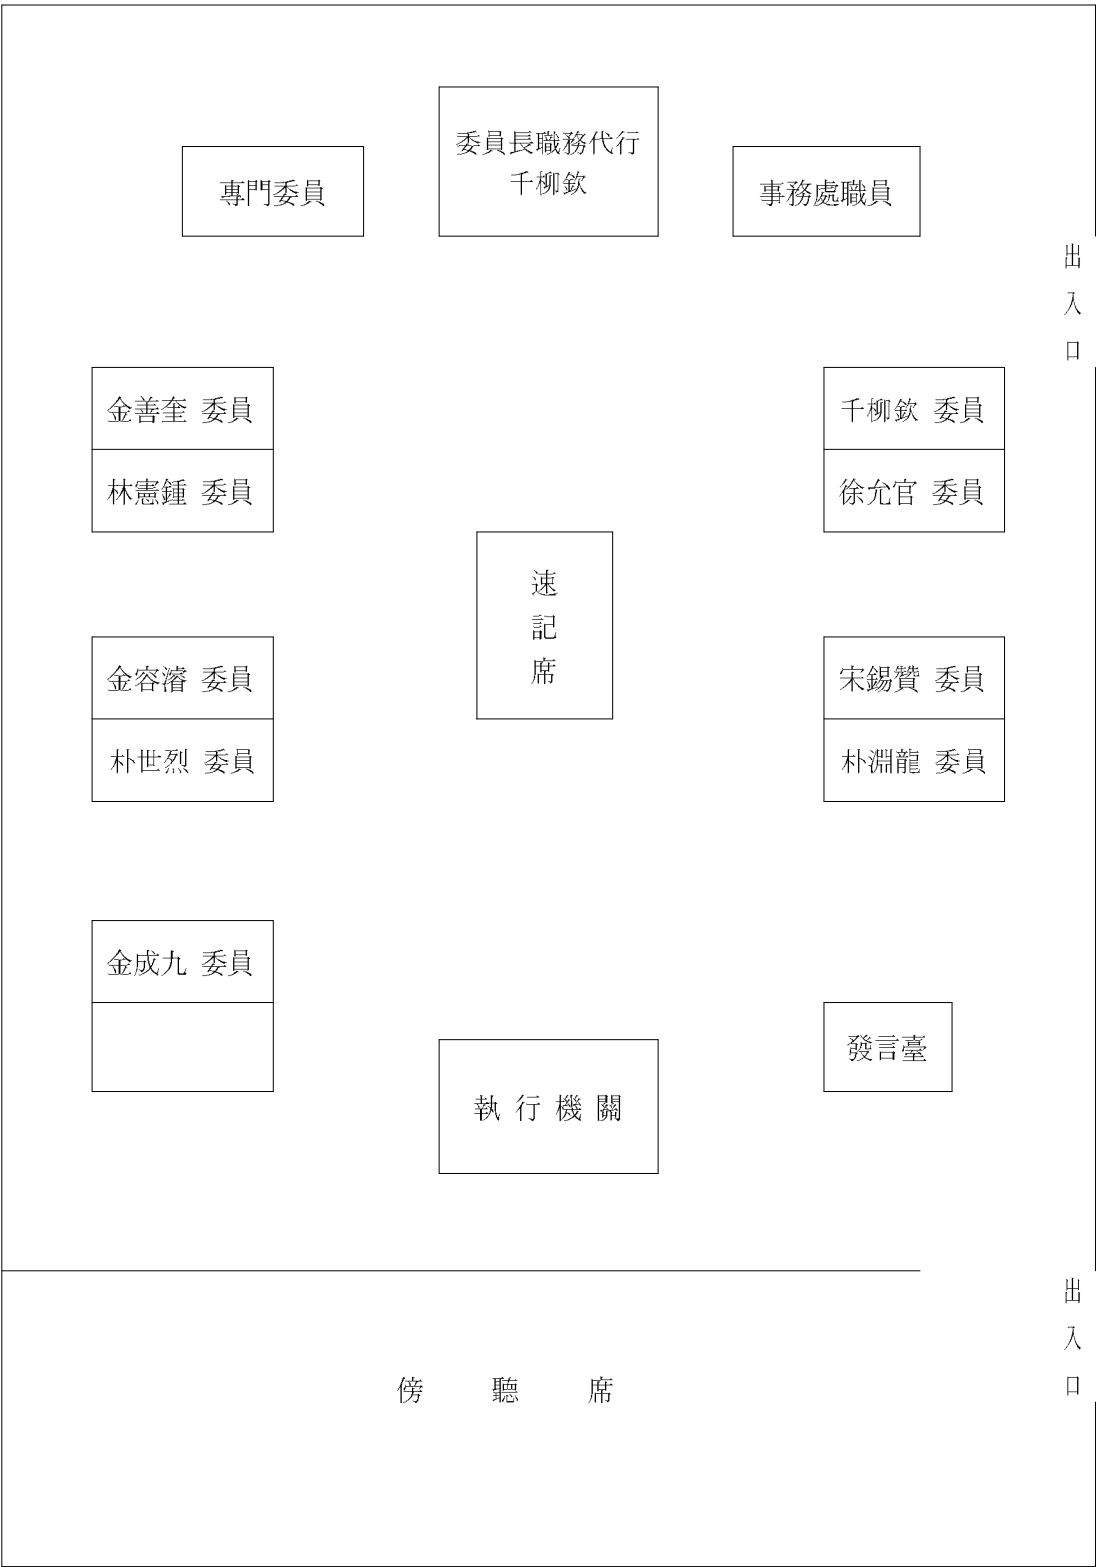 委員長職務代行
千柳欽
專門委員
事務處職員
出
入
口
金善奎 委員
千柳欽 委員
林憲鍾 委員
徐允官 委員
速
記
席
金容濬 委員
宋錫贊 委員
朴世烈 委員
朴淵龍 委員
金成九 委員
發言臺
執 行 機 關
出
入
口
傍 聽 席